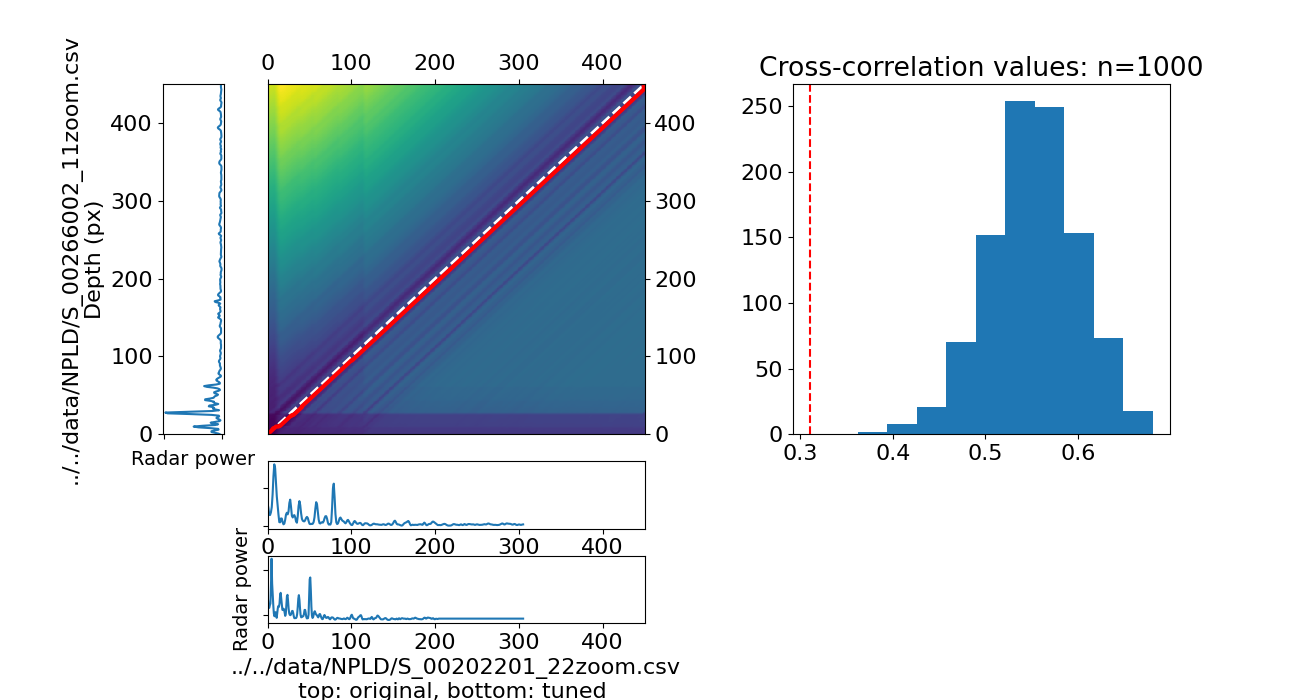 0 100 200 300 400
Cross-correlation values: n=1000
../../data/NPLD/S_00266002_11zoom.csv
Depth (px)
400
300
200
100
0
400
300
200
100
0
250
200
150
100
50
0
0.3 0.4 0.5 0.6
Radar power
0 100 200 300 400
Radar power
0 100 200 300 400
../../data/NPLD/S_00202201_22zoom.csv
top: original, bottom: tuned